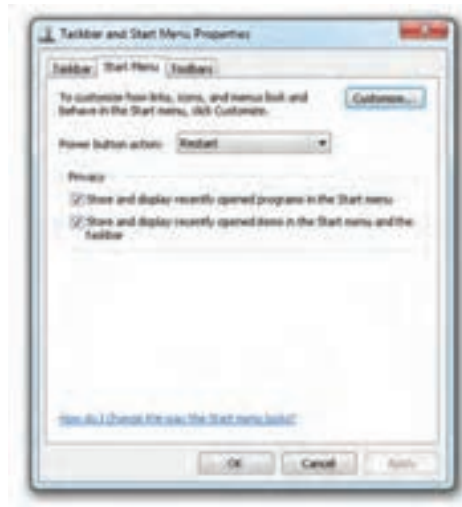 Taskbar and Start Menu Properties
Taskbar Start Menu Toolbars
To customize how links, icons, and menus look and
behave in the Start menu, click Customize.
Customize...
Power button action: Restart
Privacy
Store and display recently opened programs in the Start menu
Store and display recently opened items in the Start menu and the
taskbar
How do I change the way the Start menu looks?
OK Cancel Apply